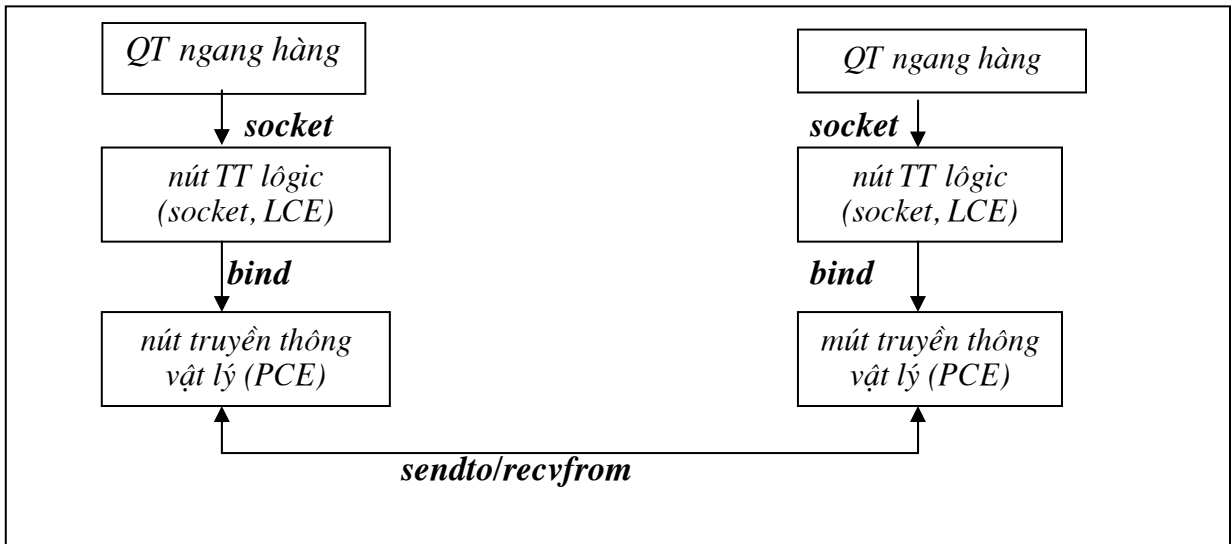 QT ngang hàng
socket
nút TT lôgic
(socket, LCE)
bind
nút truyền thông
vật lý (PCE)
QT ngang hàng
socket
nút TT lôgic
(socket, LCE)
bind
mút truyền thông
vật lý (PCE)
sendto/recvfrom